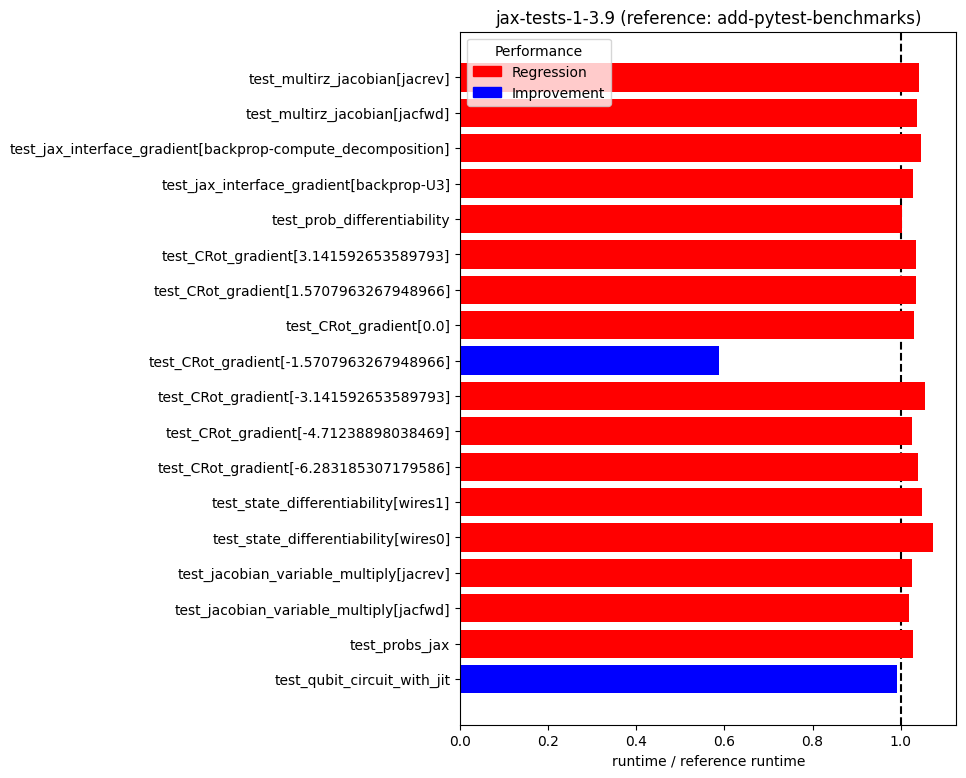 jax-tests-1-3.9 (reference: add-pytest-benchmarks)
Performance
Regression
Improvement
test_multirz_jacobian[jacrev]
test_multirz_jacobian[jacfwd]
test_jax_interface_gradient[backprop-compute_decomposition]
test_jax_interface_gradient[backprop-U3]
test_prob_differentiability
test_CRot_gradient[3.141592653589793]
test_CRot_gradient[1.5707963267948966]
test_CRot_gradient[0.0]
test_CRot_gradient[-1.5707963267948966]
test_CRot_gradient[-3.141592653589793]
test_CRot_gradient[-4.71238898038469]
test_CRot_gradient[-6.283185307179586]
test_state_differentiability[wires1]
test_state_differentiability[wires0]
test_jacobian_variable_multiply[jacrev]
test_jacobian_variable_multiply[jacfwd]
test_probs_jax
test_qubit_circuit_with_jit
0.0 0.2 0.4 0.6 0.8 1.0
runtime / reference runtime